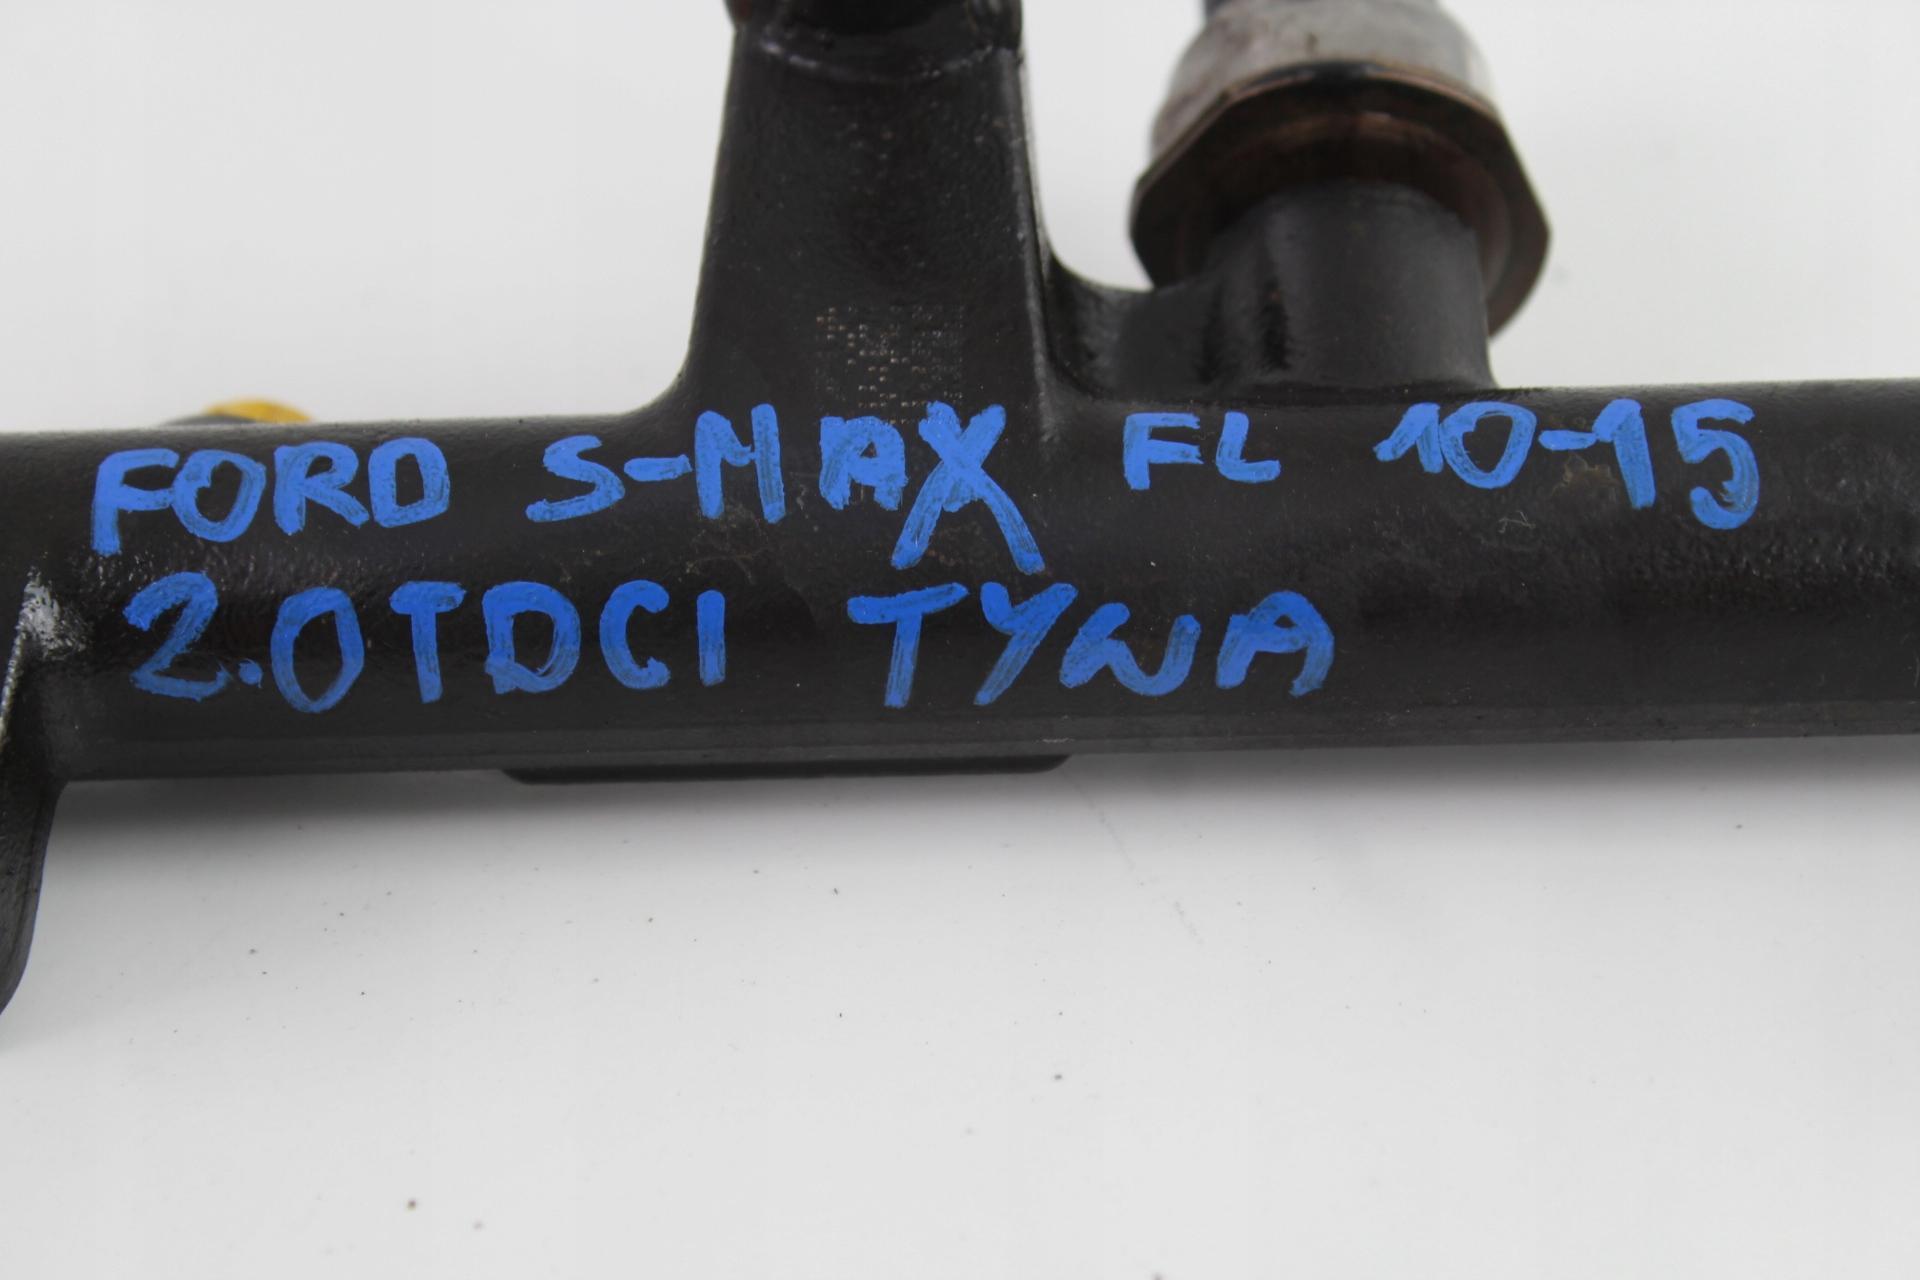 FORD S-MAX FL 10-15
2.0TDCI TYWA